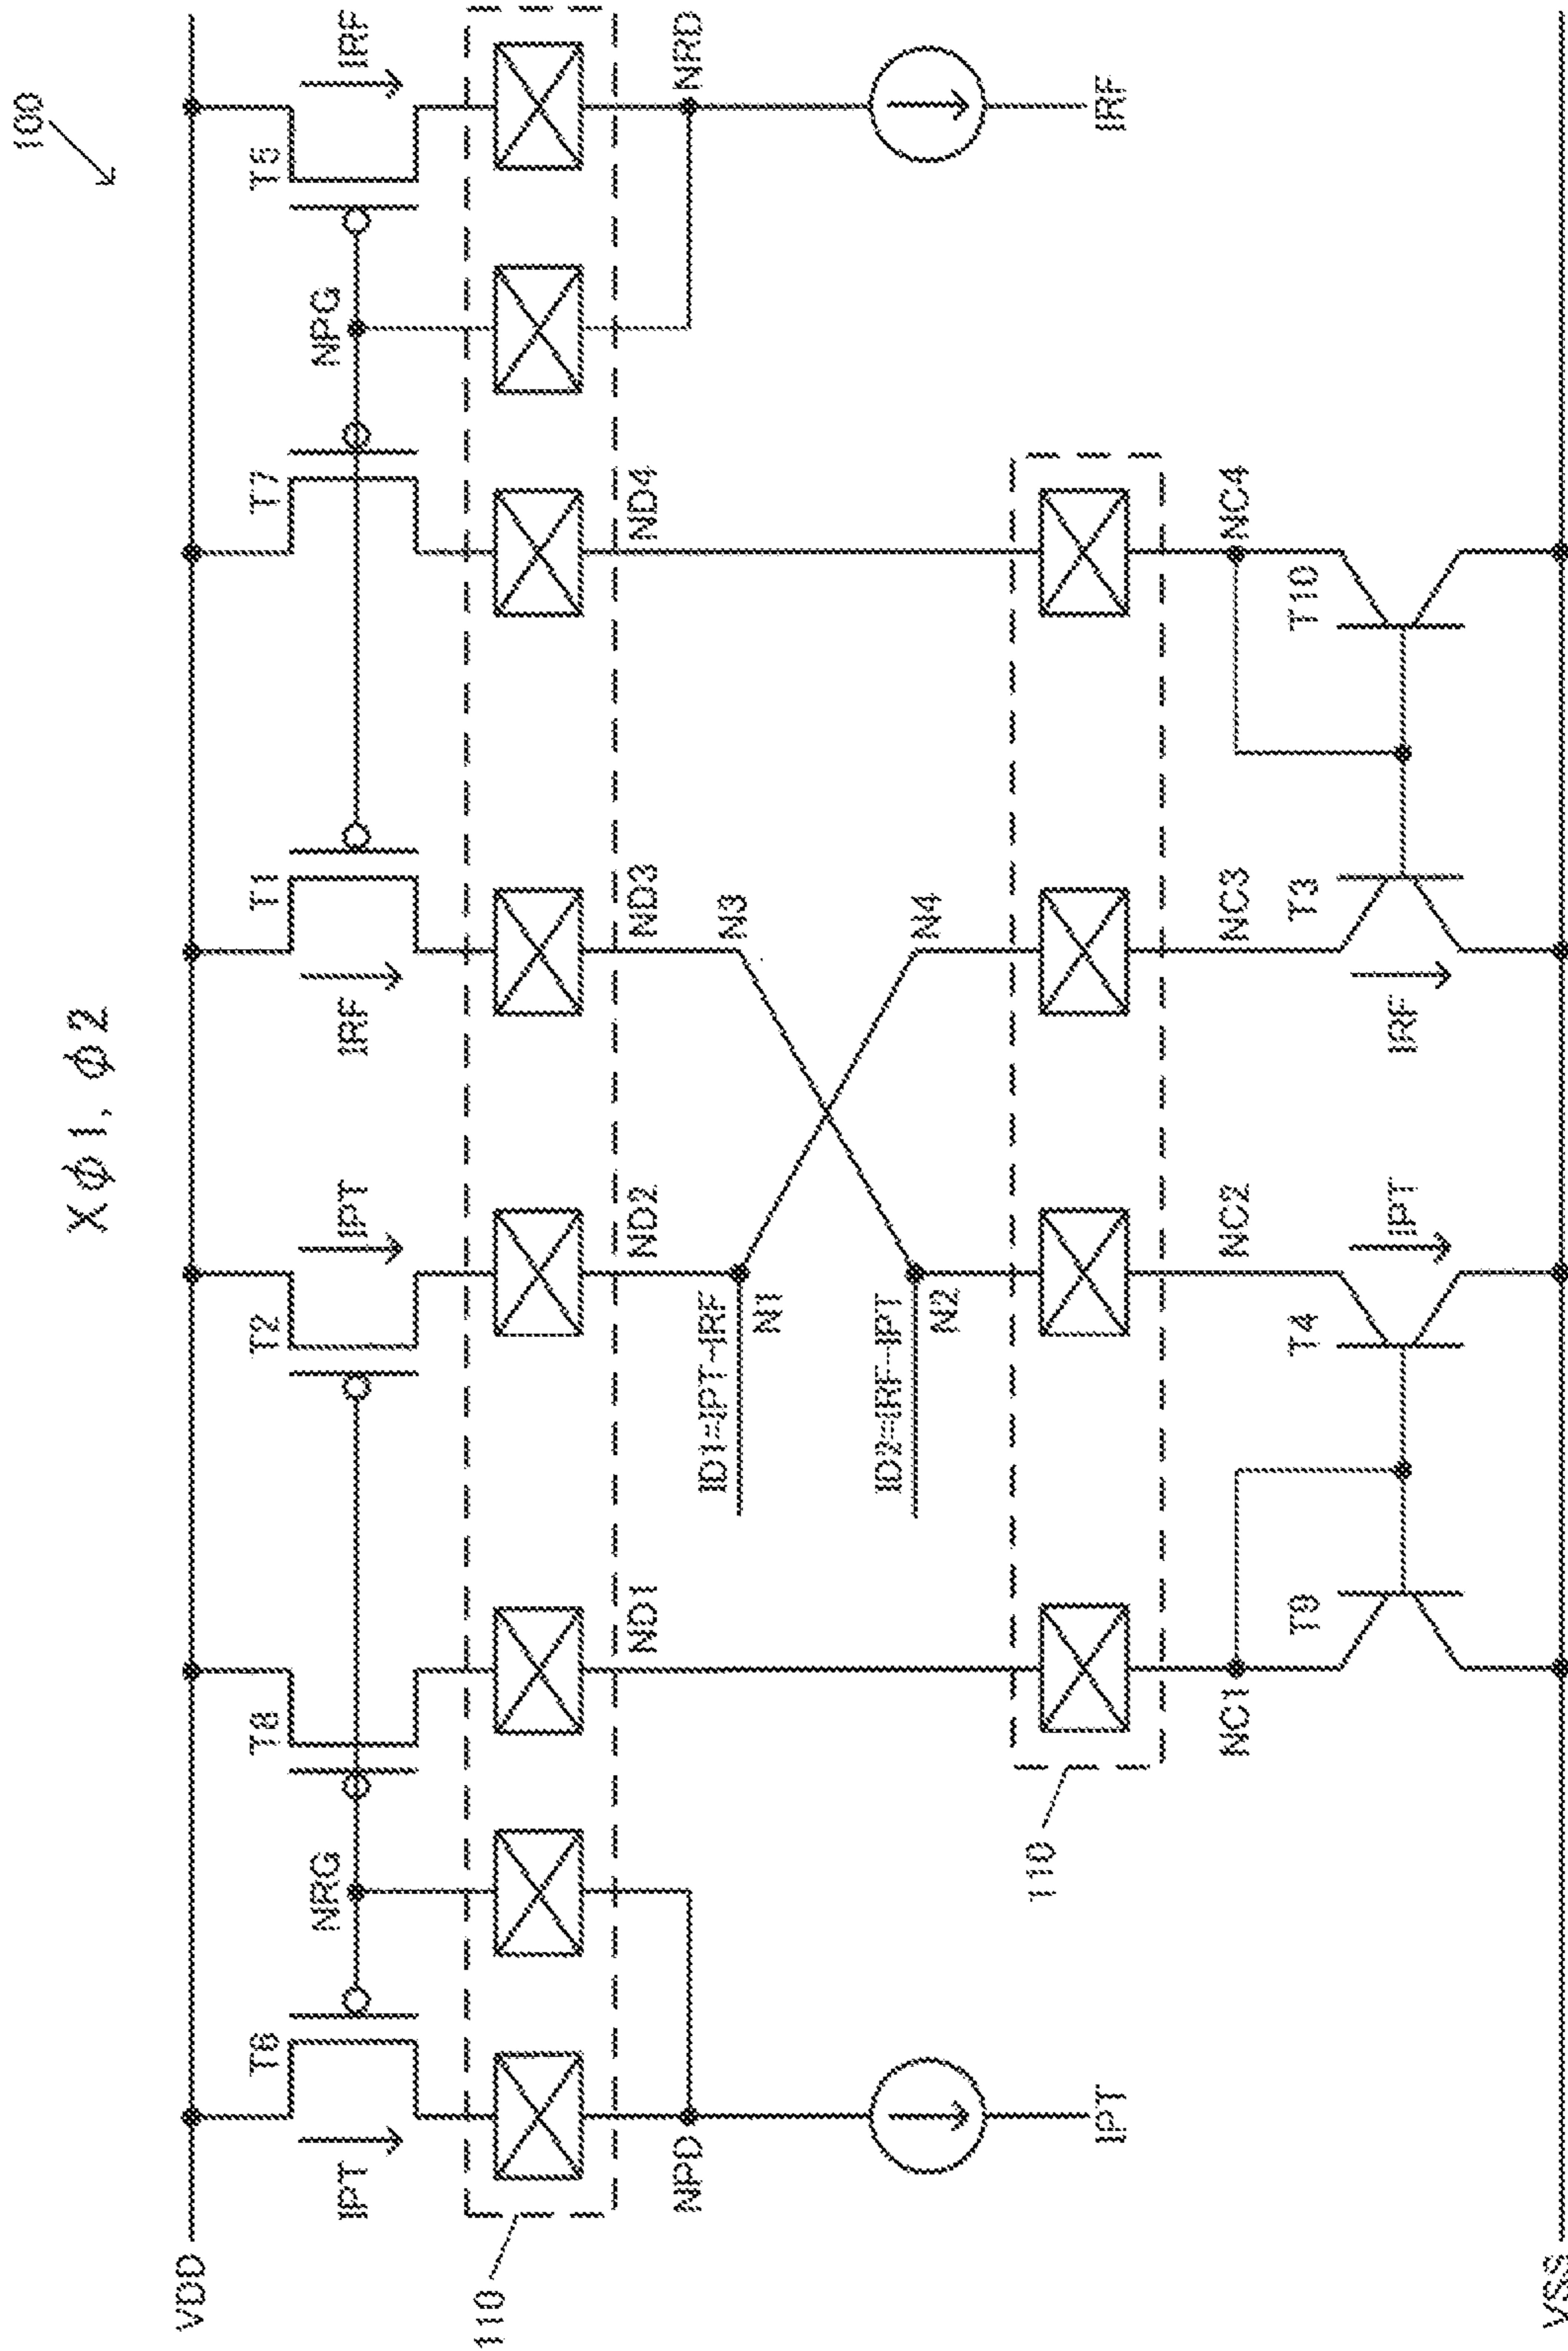 100
Xφ1, φ2
VDD
IPT
T6
NRG
T8
T2
IPT
IRF
T1
T7
NPG
T5
IRF
110
ND1
ND2
ND3
ND4
NPD
NRD
ID1=IPT-IRF
N1
N3
ID2=IRF-IPT
N2
N4
IPT
IRF
110
NC1
NC2
NC3
NC4
T9
T4
T3
T10
IPT
IRF
VSS